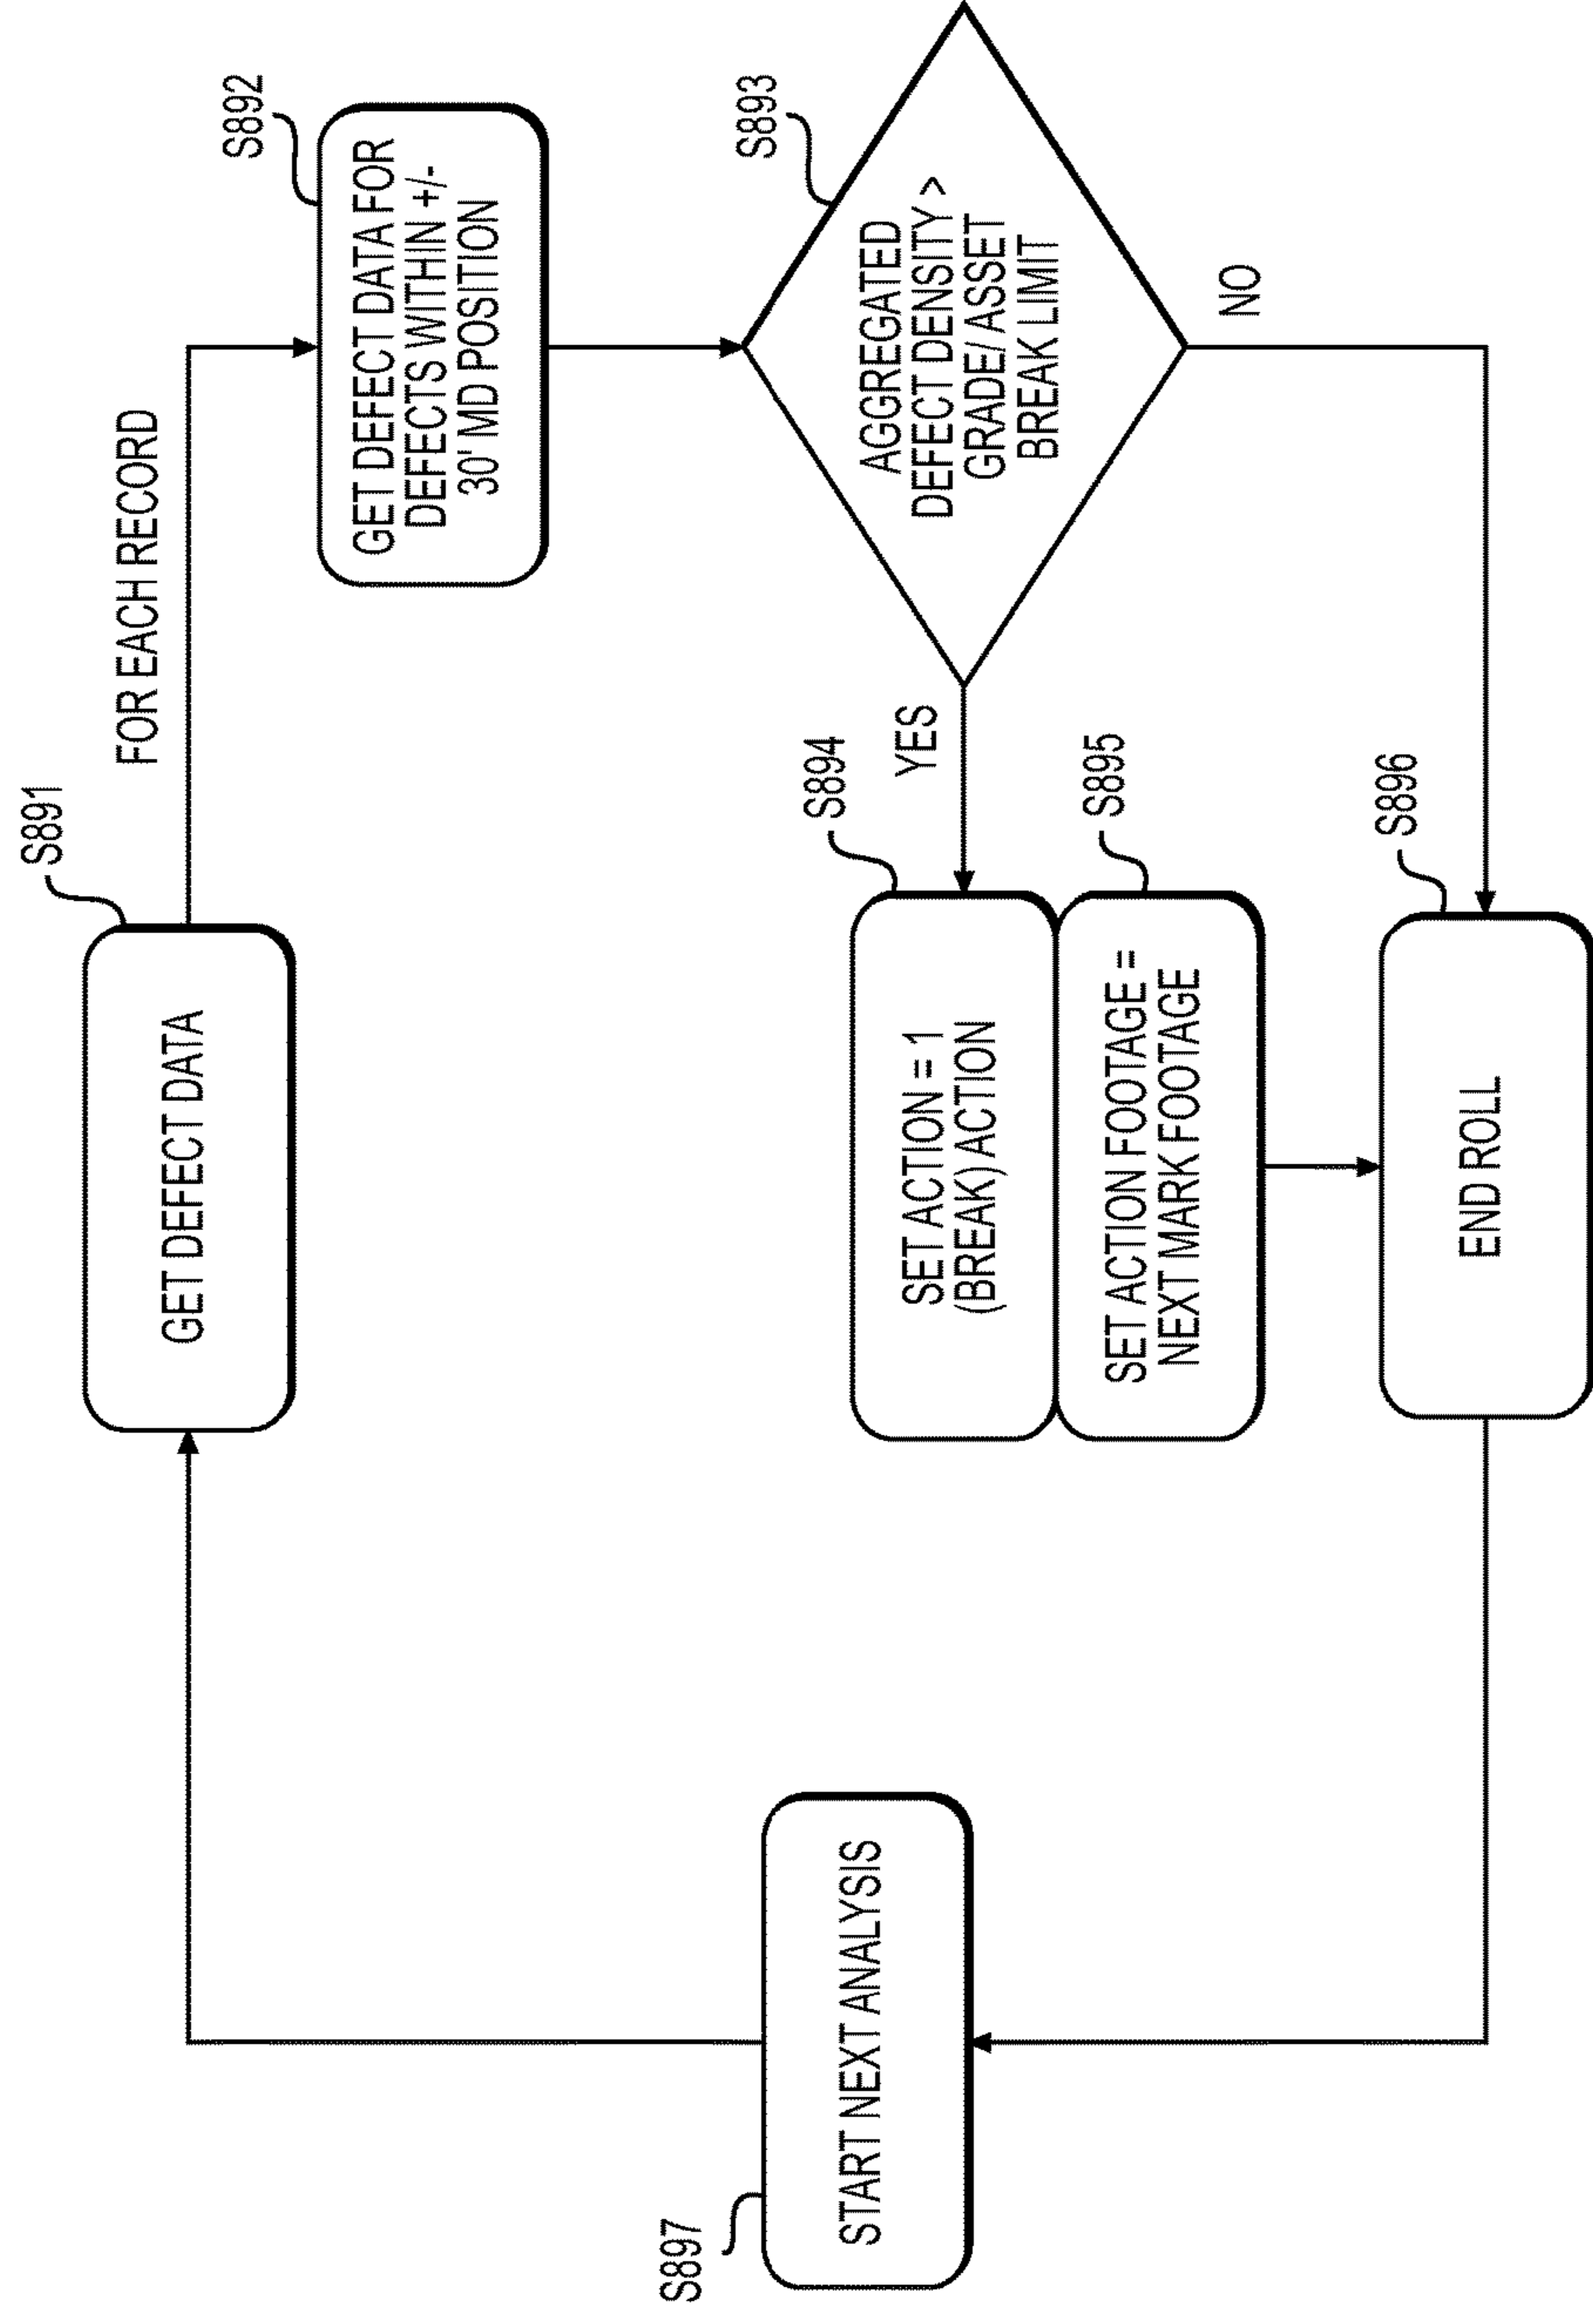 S891
GET DEFECT DATA
FOR EACH RECORD
S892
GET DEFECT DATA FOR
DEFECTS WITHIN +/-
30' MD POSITION
S893
AGGREGATED
DEFECT DENSITY >
GRADE/ ASSET
BREAK LIMIT
YES
NO
S894
SET ACTION = 1
(BREAK) ACTION
S895
SET ACTION FOOTAGE =
NEXT MARK FOOTAGE
S896
END ROLL
S897
START NEXT ANALYSIS